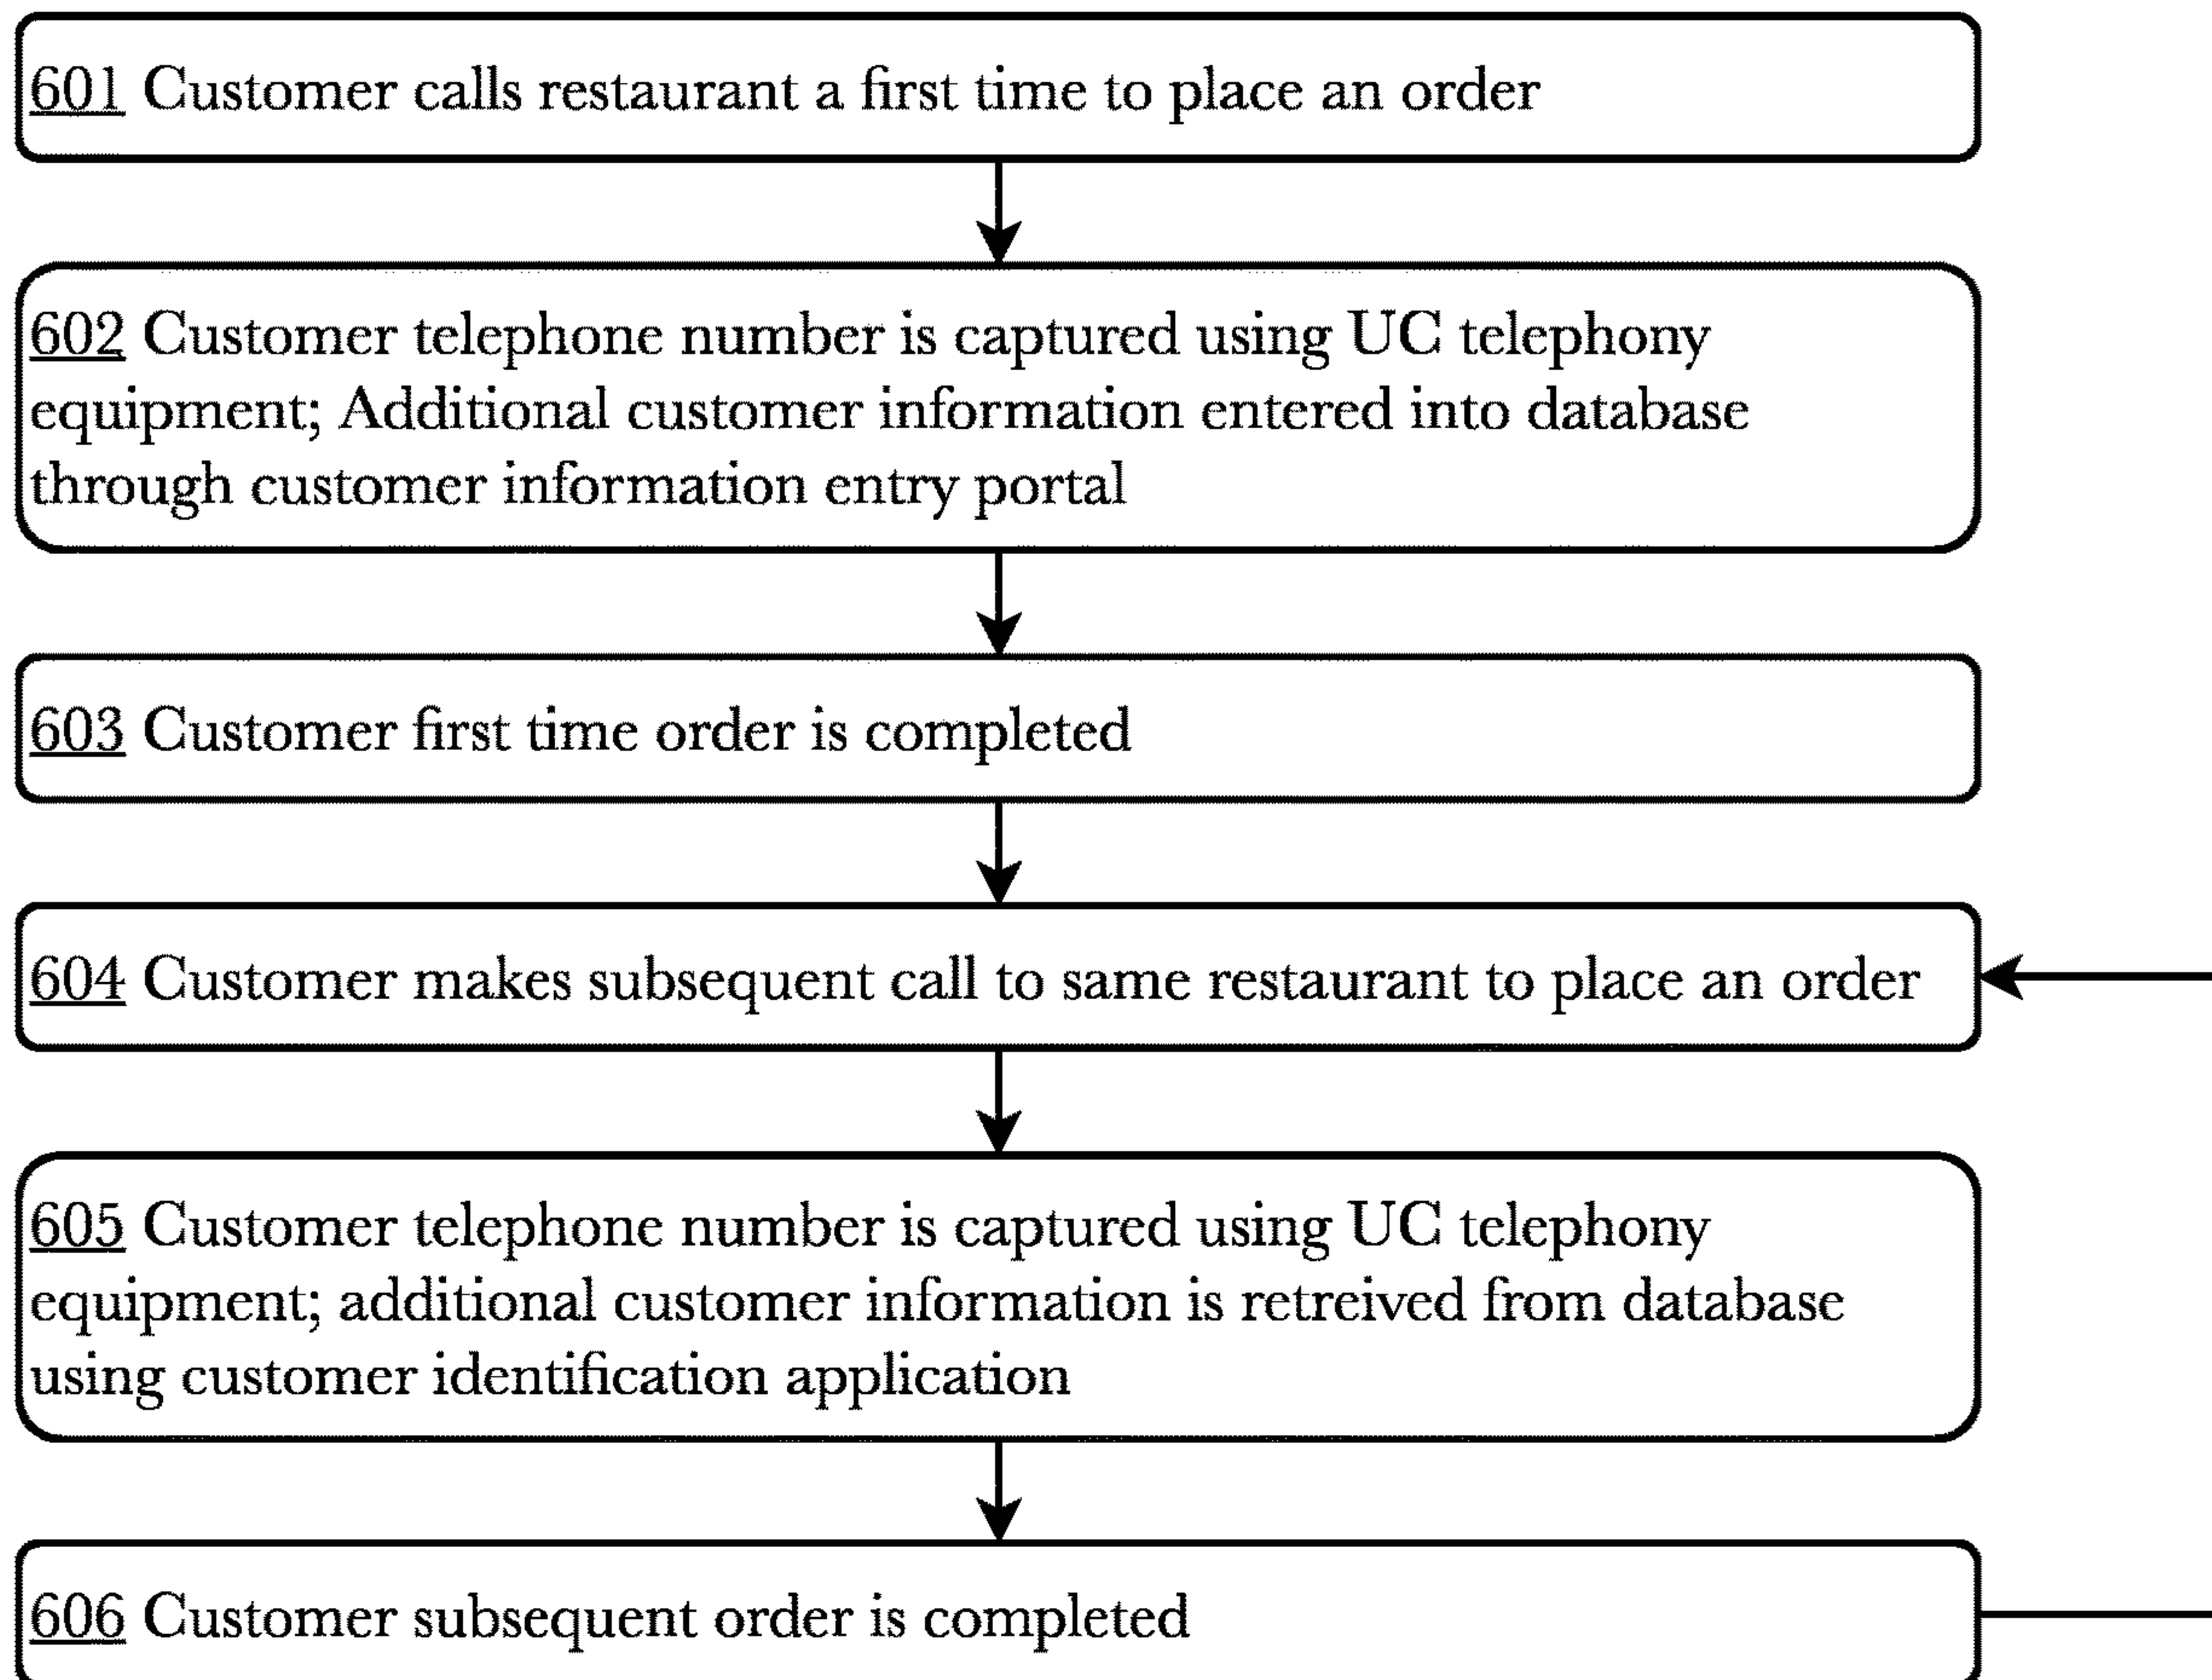 601 Customer calls restaurant a first time to place an order
602 Customer telephone number is captured using UC telephony
equipment; Additional customer information entered into database
through customer information entry portal
603 Customer first time order is completed
604 Customer makes subsequent call to same restaurant to place an order
605 Customer telephone number is captured using UC telephony
equipment; additional customer information is retreived from database
using customer identification application
606 Customer subsequent order is completed